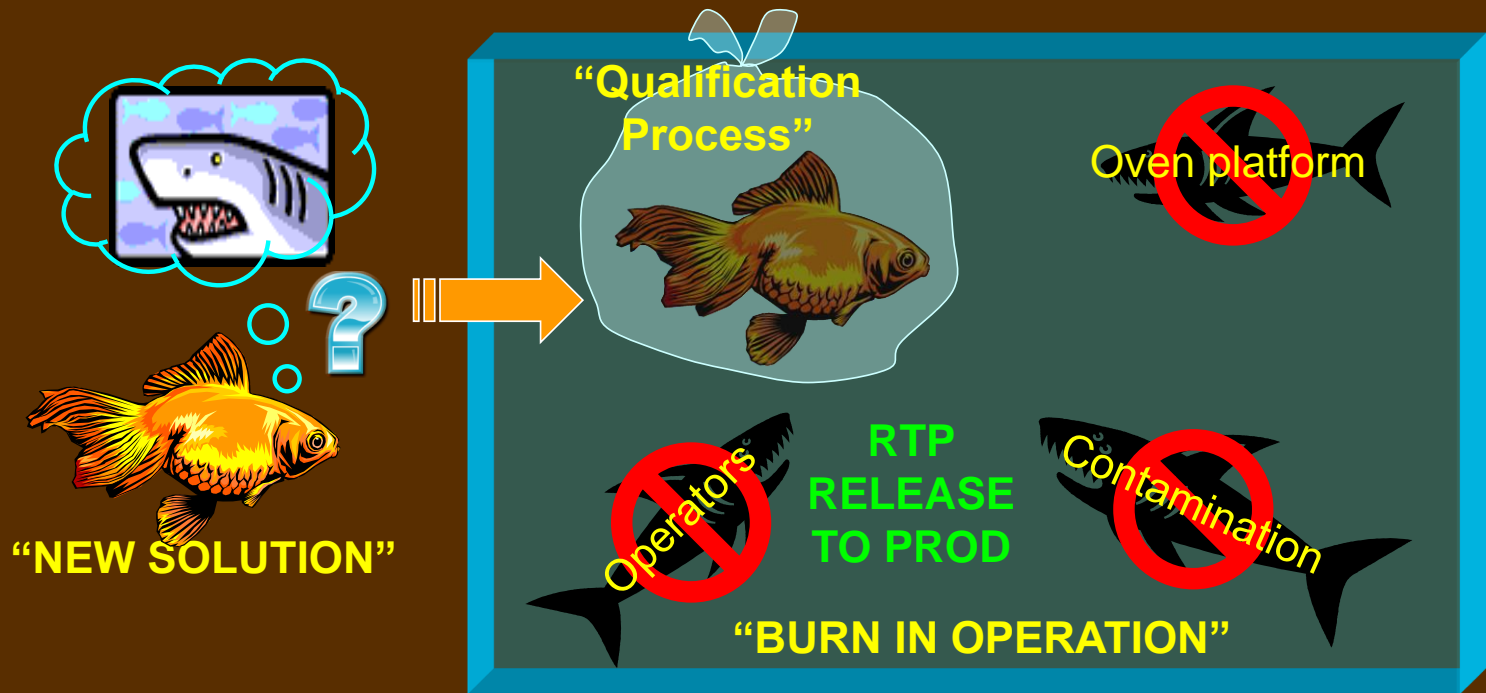 “Qualification
Process”
Oven platform
“NEW SOLUTION”
Operators
RTP
RELEASE
TO PROD
Contamination
“BURN IN OPERATION”